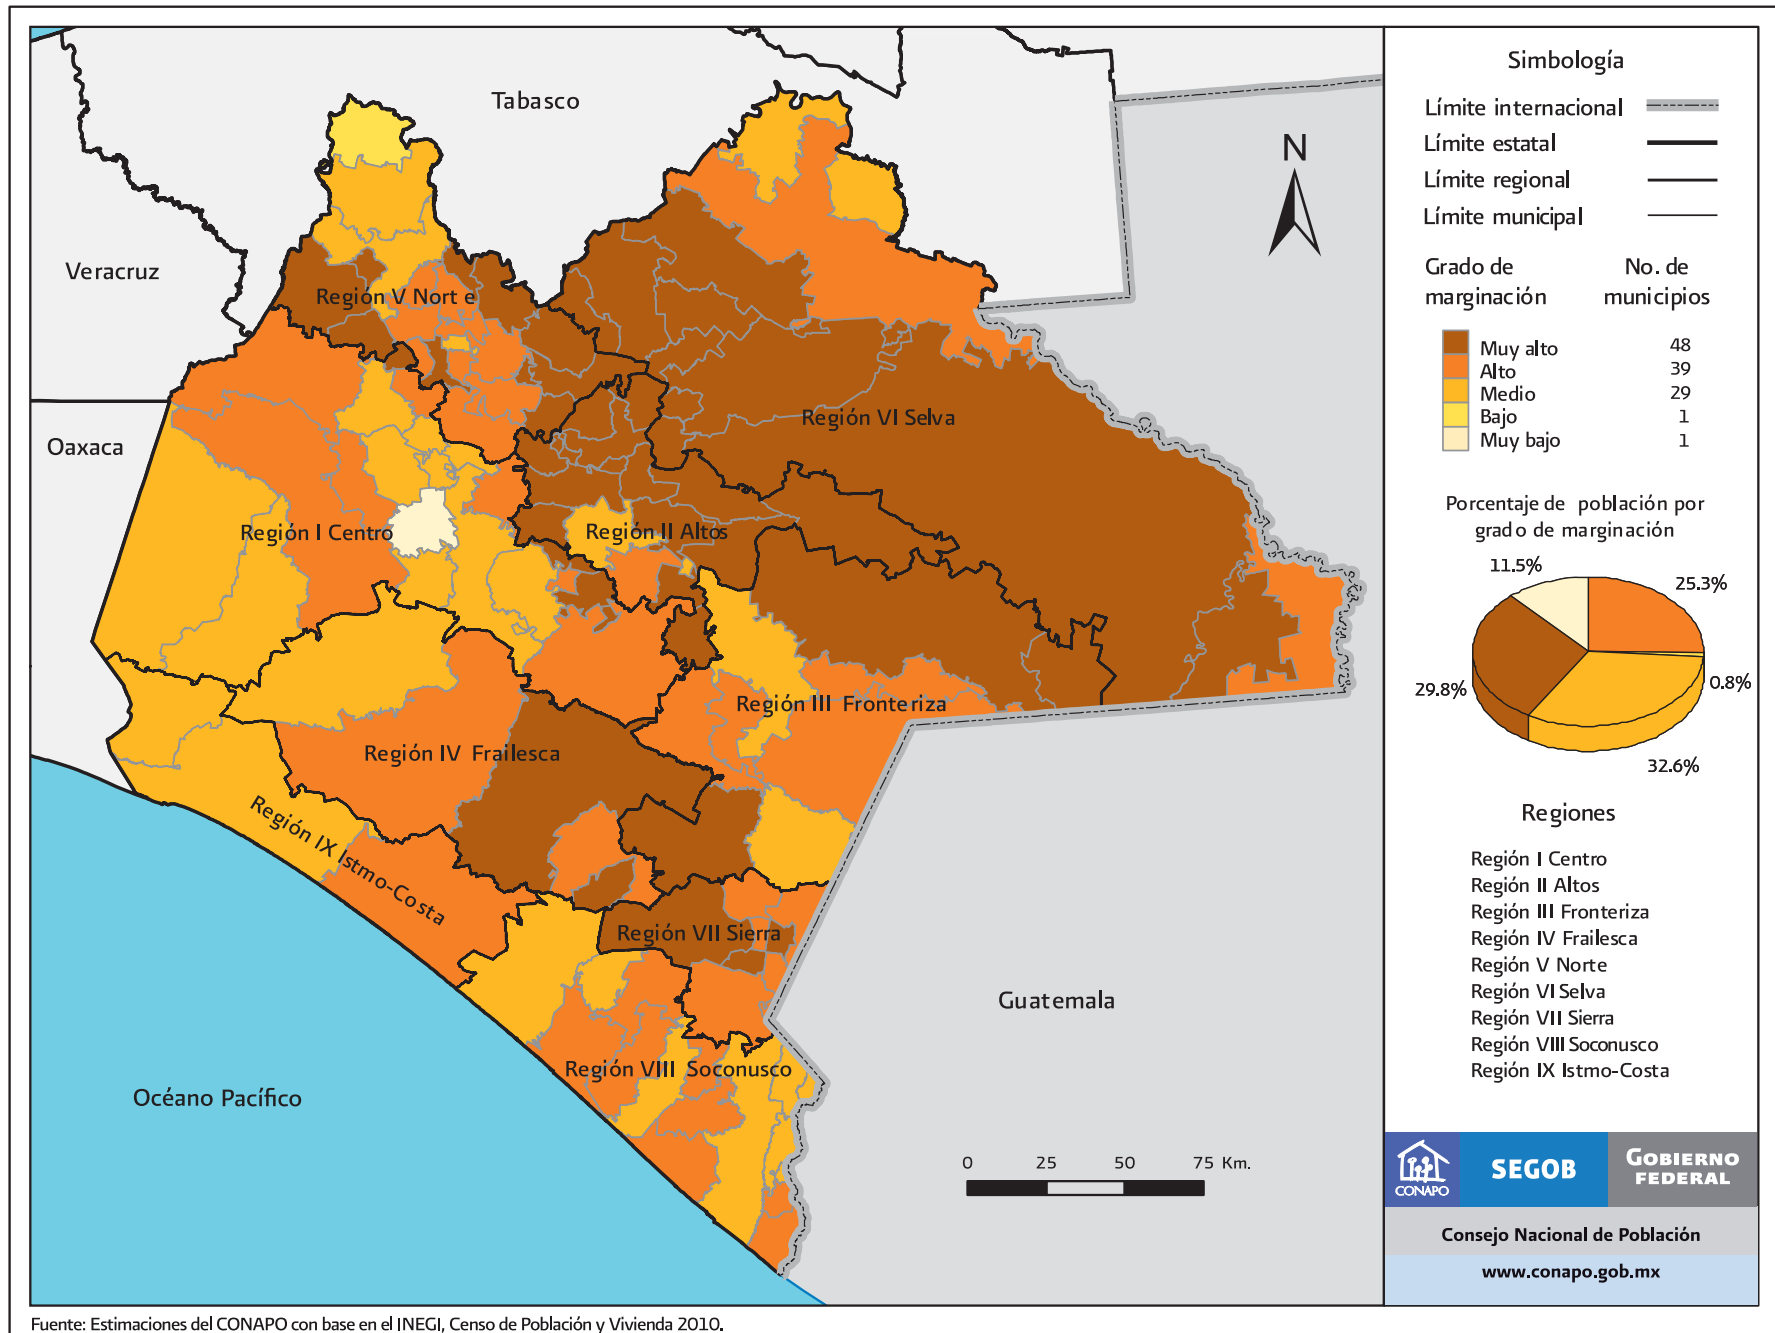 Tabasco
Veracruz
Oaxaca
Región V Nort e
Región VI Selva
Región I Centro
Región II Altos
Región III Fronteriza
Región IV Frailesca
Región IX Istmo-Costa
Región VII Sierra
Región VIII Soconusco
Guatemala
Océano Pacífico
N
0 25 50 75 Km.
Simbología
Límite internacional
Límite estatal
Límite regional
Límite municipal
Grado de marginación
No. de municipios
Muy alto 48
Alto 39
Medio 29
Bajo 1
Muy bajo 1
Porcentaje de población por
grado de marginación
11.5%
25.3%
29.8%
0.8%
32.6%
Regiones
Región I Centro
Región II Altos
Región III Fronteriza
Región IV Frailesca
Región V Norte
Región VI Selva
Región VII Sierra
Región VIII Soconusco
Región IX Istmo-Costa
CONAPO
SEGOB
GOBIERNO
FEDERAL
Consejo Nacional de Población
www.conapo.gob.mx
Fuente: Estimaciones del CONAPO con base en el INEGI, Censo de Población y Vivienda 2010.